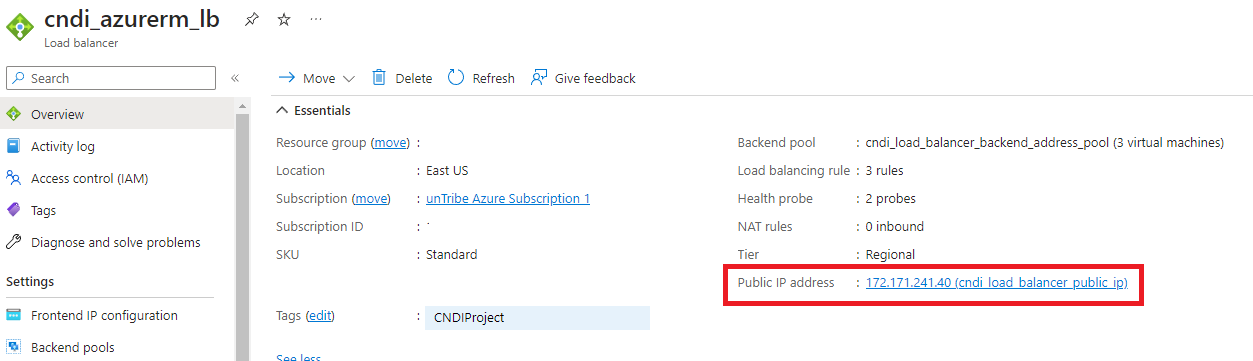 cndi_azurerm_lb
Load balancer
Search
Move
Delete
Refresh
Give feedback
Overview
Activity log
Access control (IAM)
Tags
Diagnose and solve problems
Settings
Frontend IP configuration
Backend pools
Essentials
Resource group (move) :
Location : East US
Subscription (move) : unTribe Azure Subscription 1
Subscription ID :
SKU : Standard
Backend pool : cndi_load_balancer_backend_address_pool (3 virtual machines)
Load balancing rule : 3 rules
Health probe : 2 probes
NAT rules : 0 inbound
Tier : Regional
Public IP address : 172.171.241.40 (cndi_load_balancer_public_ip)
Tags (edit) : CNDIProject
See less